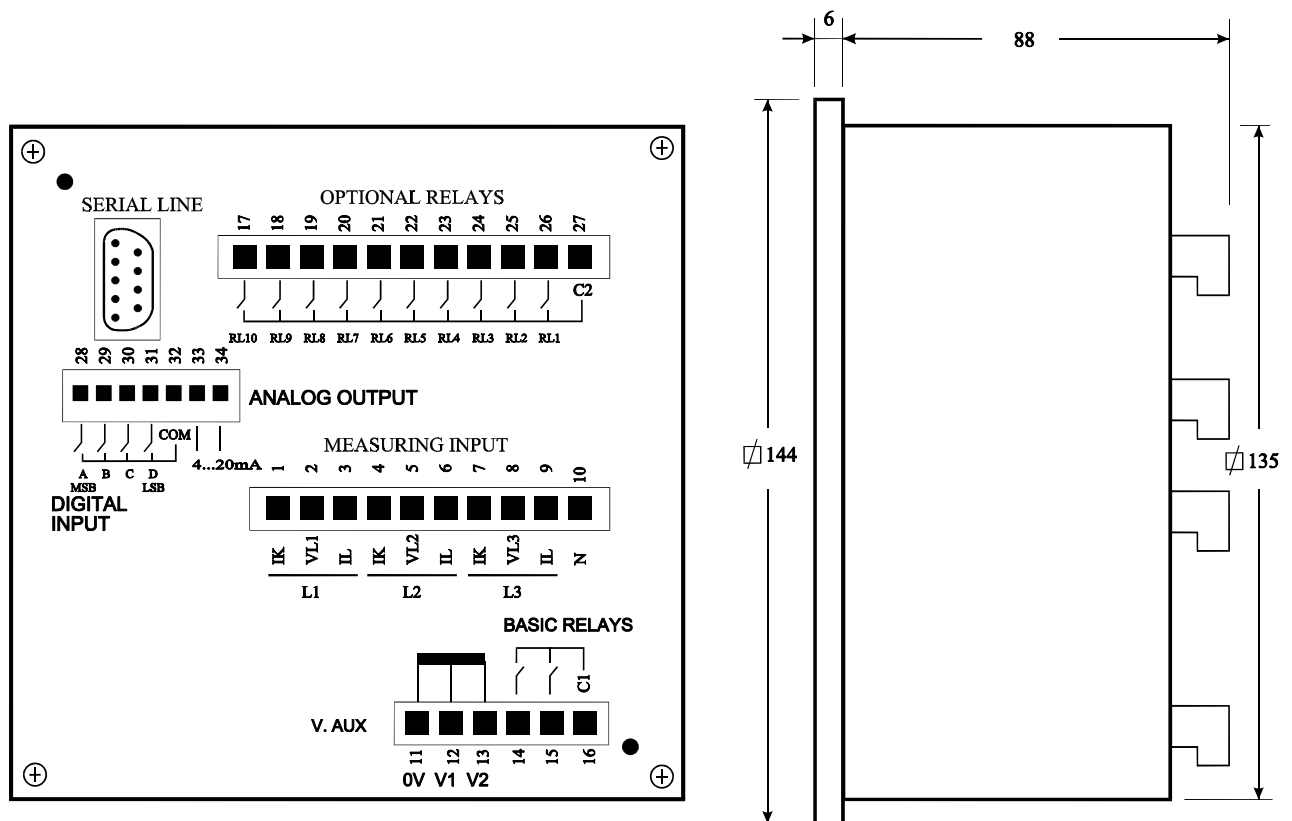 6
88
SERIAL LINE
OPTIONAL RELAYS
17 18 19 20 21 22 23 24 25 26 27
C2
RL10 RL9 RL8 RL7 RL6 RL5 RL4 RL3 RL2 RL1
28 29 30 31 32 33 34
ANALOG OUTPUT
COM
4...20mA
A B C D
MSB LSB
DIGITAL
INPUT
MEASURING INPUT
1 2 3 4 5 6 7 8 9 10
IK VL1 IL IK VL2 IL IK VL3 IL N
L1 L2 L3
BASIC RELAYS
C1
V. AUX
11 12 13 14 15 16
0V V1 V2
144
135